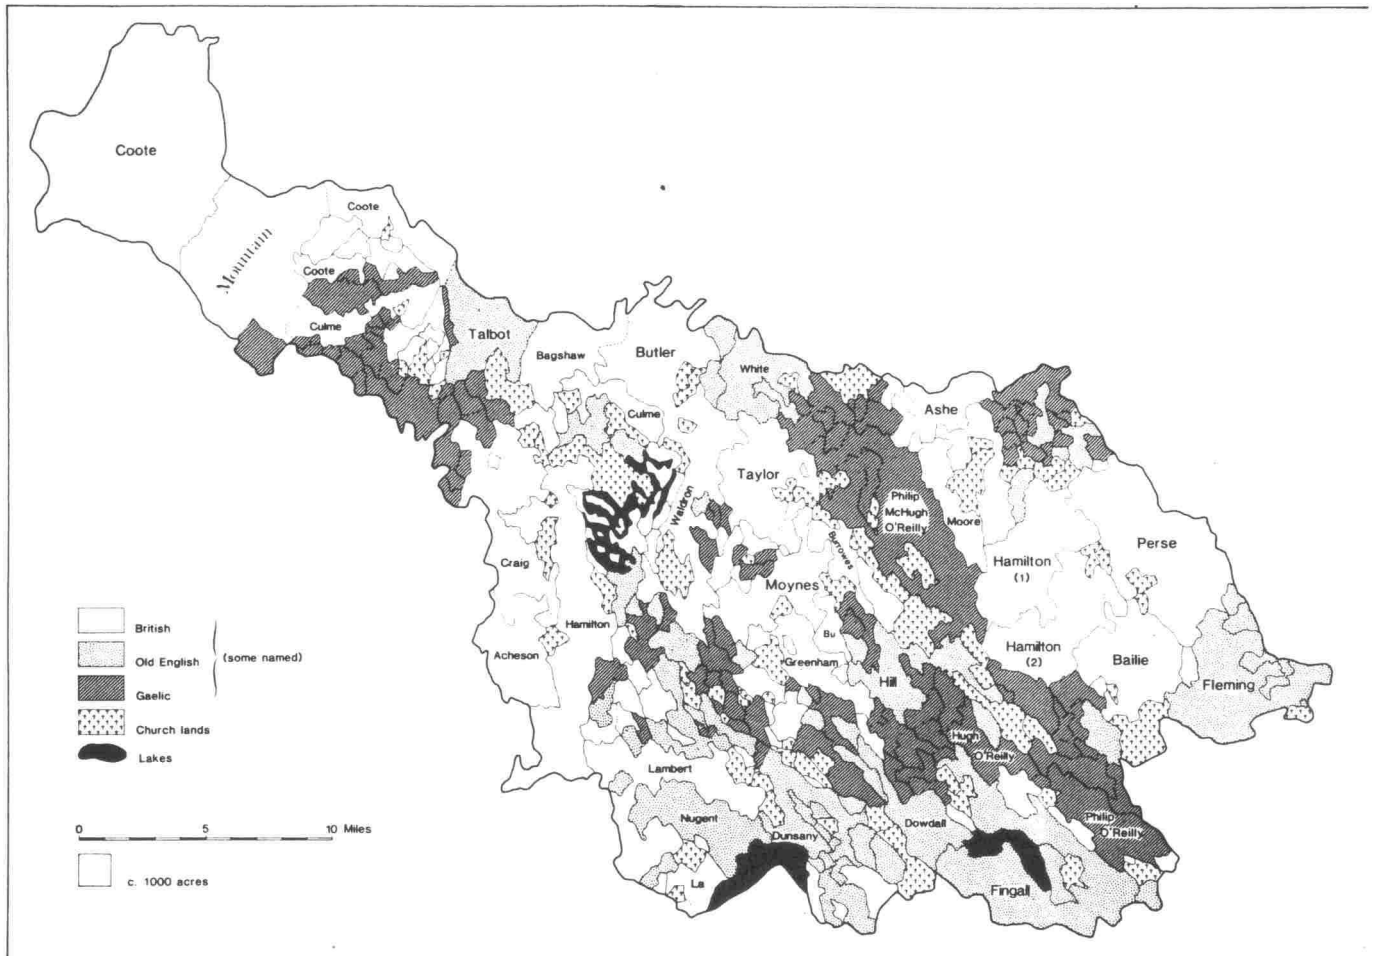 Coote
Mountain
Coote
Coote
Culme
Talbot
Bagshaw
Butler
White
Culme
Ashe
Taylor
Waldron
Philip
McHugh
O'Reilly
Moore
Perse
Burrowes
Craig
Hamilton
(1)
Moynes
Hamilton
Bu
Acheson
Greenham
Hamilton
(2)
Bailie
Hill
Fleming
Hugh
O'Reilly
Lambert
Nugent
Dunsany
Dowdall
Philip
O'Reilly
La
Fingall
British
Old English
(some named)
Gaelic
Church lands
Lakes
0 5 10 Miles
c. 1000 acres